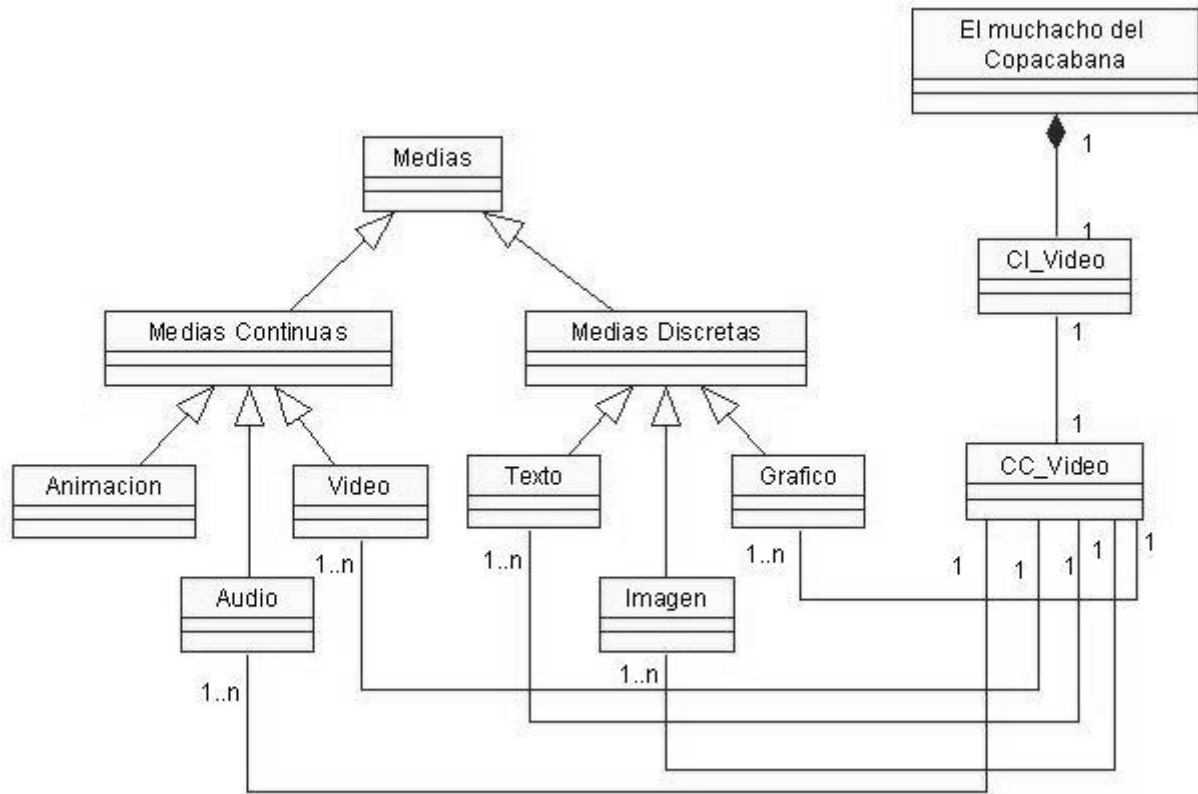 El muchacho del
Copacabana
1
Medias
1
CI_Video
1
Medias Continuas
Medias Discretas
1
CC_Video
Animacion
Video
Texto
Grafico
1..n
1..n
1..n
1
1
1
1
1
Audio
Imagen
1..n
1..n